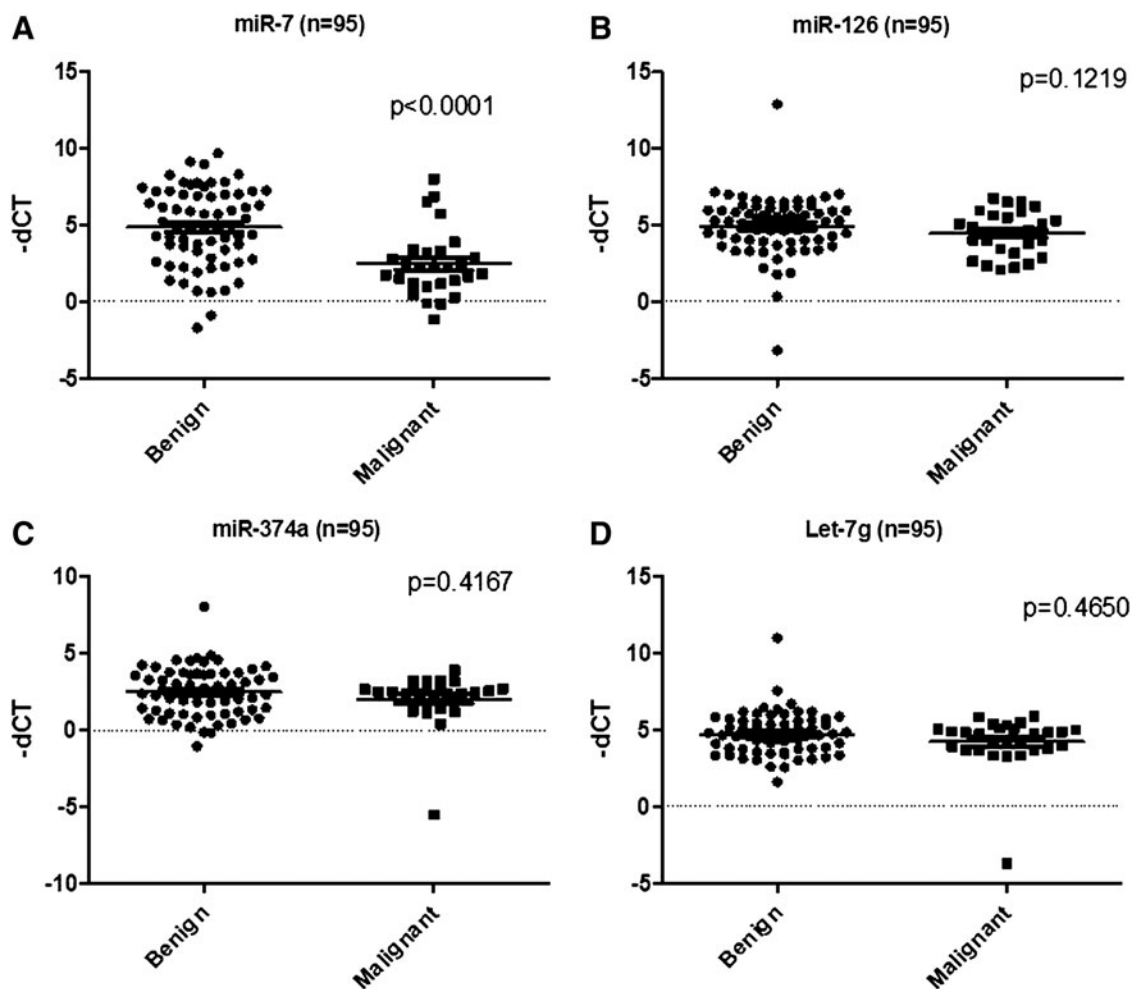 A
miR-7 (n=95)
15
10
5
0
-5
-dCT
p<0.0001
Benign
Malignant
B
miR-126 (n=95)
15
10
5
0
-5
-dCT
p=0.1219
Benign
Malignant
C
miR-374a (n=95)
10
5
0
-5
-10
-dCT
p=0.4167
Benign
Malignant
D
Let-7g (n=95)
15
10
5
0
-5
-dCT
p=0.4650
Benign
Malignant